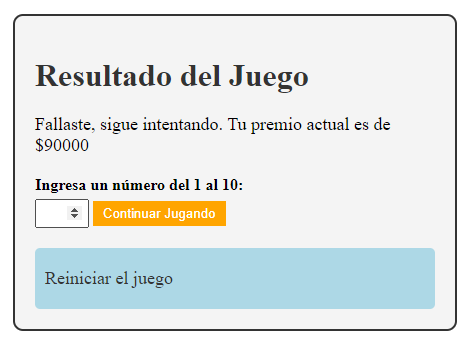 Resultado del Juego
Fallaste, sigue intentando. Tu premio actual es de
$90000
Ingresa un número del 1 al 10:
Continuar Jugando
Reiniciar el juego